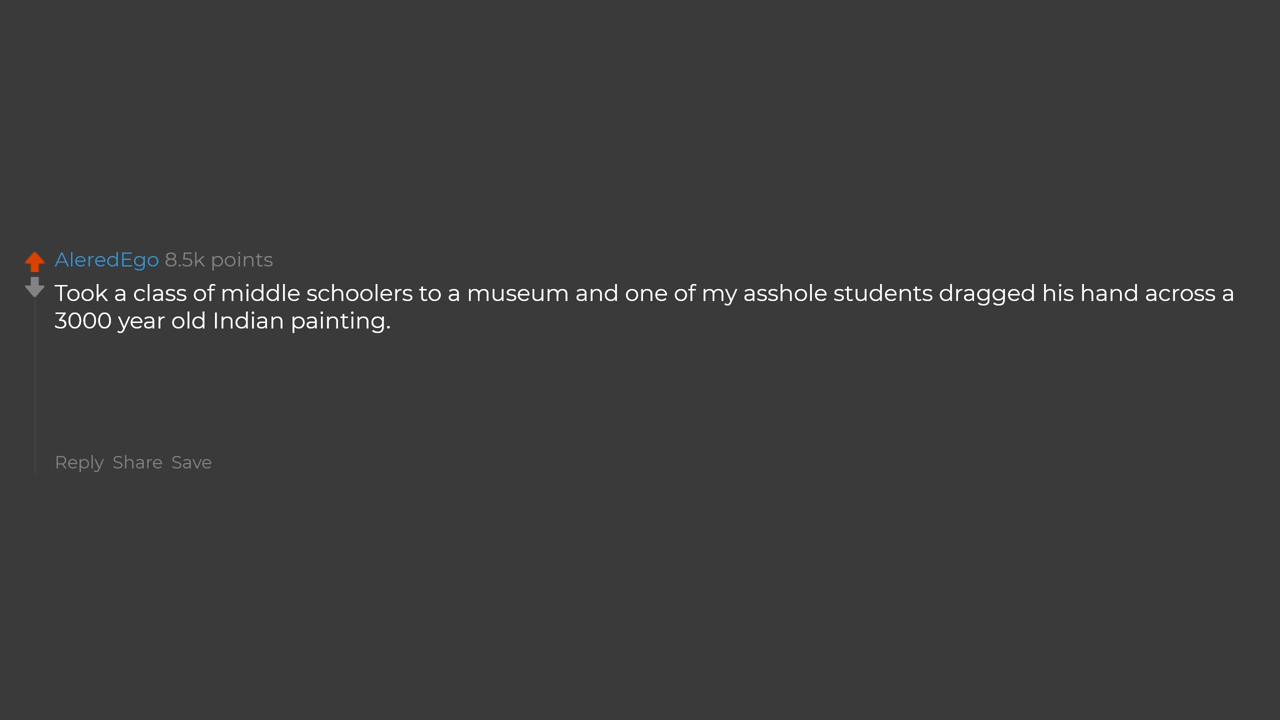 AleredEgo 8.5k points
Took a class of middle schoolers to a museum and one of my asshole students dragged his hand across a
3000 year old Indian painting.
Reply Share Save